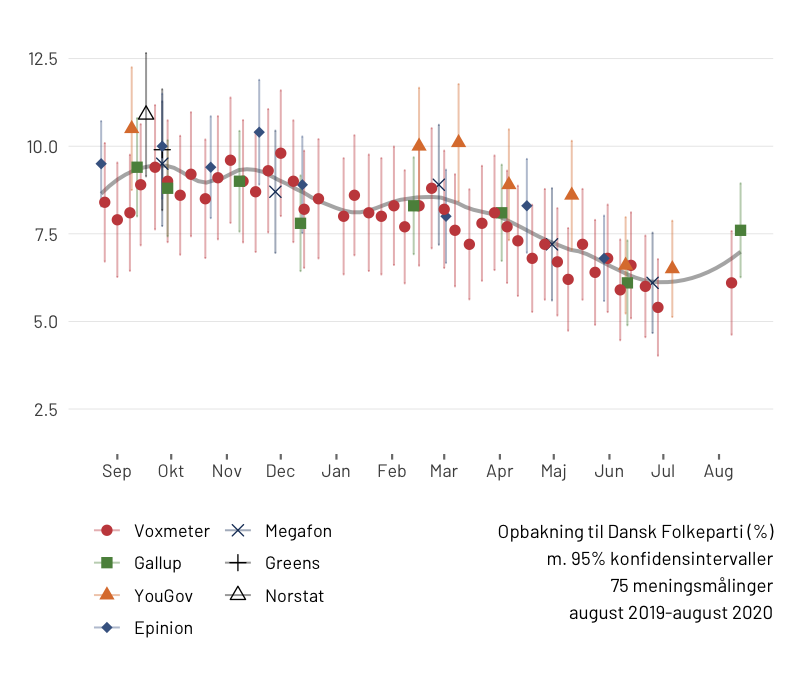 12.5
10.0
7.5
5.0
2.5
Sep Okt Nov Dec Jan Feb Mar Apr Maj Jun Jul Aug
Voxmeter
Gallup
YouGov
Epinion
Megafon
Greens
Norstat
Opbakning til Dansk Folkeparti (%)
m. 95% konfidensintervaller
75 meningsmålinger
august 2019-august 2020